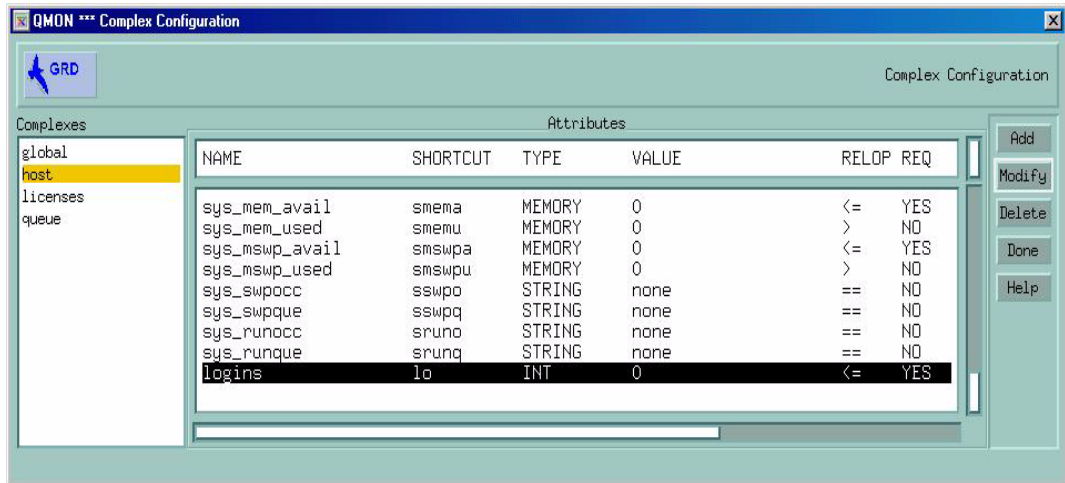 QMON *** Complex Configuration
GRD
Complex Configuration
Complexes
global
host
licenses
queue
Attributes
NAME SHORTCUT TYPE VALUE RELOP REQ
sys_mem_avail smema MEMORY 0 <= YES
sys_mem_used smemu MEMORY 0 > NO
sys_mswp_avail smswpa MEMORY 0 <= YES
sys_mswp_used smswpu MEMORY 0 > NO
sys_swpocc sswpo STRING none == NO
sys_swpque sswpq STRING none == NO
sys_runocc sruno STRING none == NO
sys_runque srunq STRING none == NO
logins lo INT 0 <= YES
Add
Modify
Delete
Done
Help